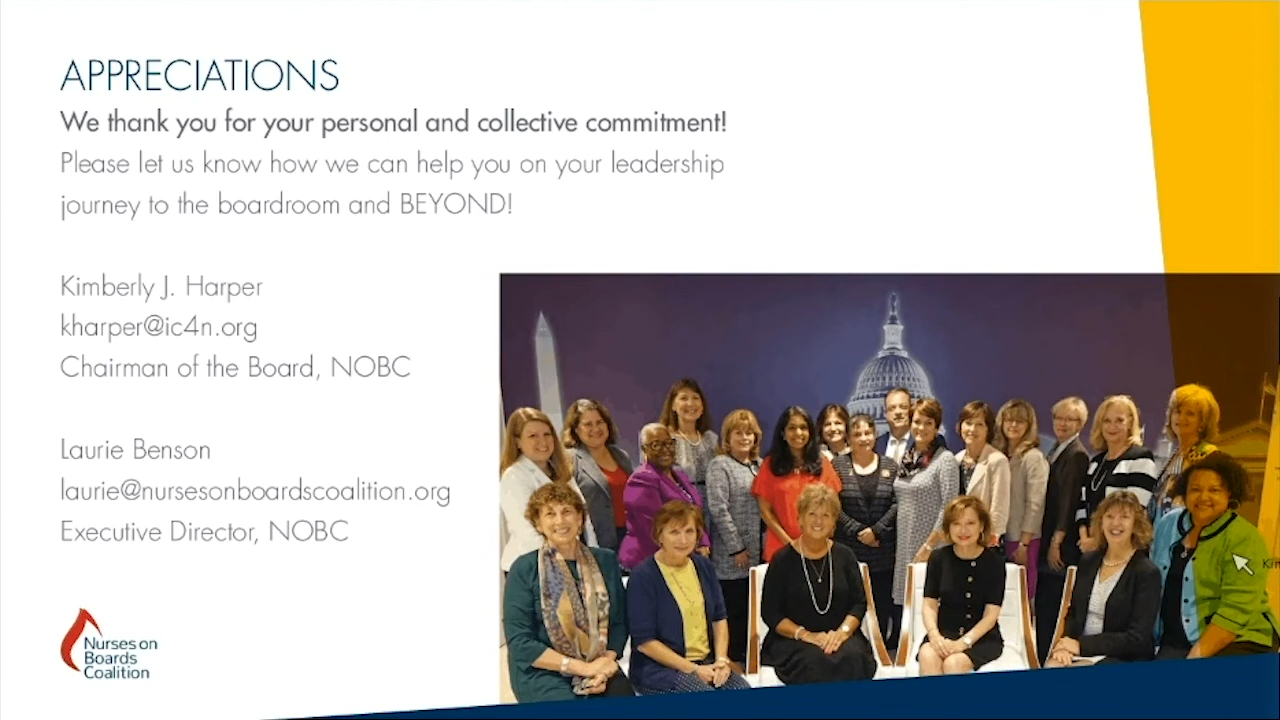 APPRECIATIONS
We thank you for your personal and collective commitment!
Please let us know how we can help you on your leadership
journey to the boardroom and BEYOND!
Kimberly J. Harper
kharper@ic4n.org
Chairman of the Board, NOBC
Laurie Benson
laurie@nursesonboardscoalition.org
Executive Director, NOBC
Nurses on
Boards
Coalition